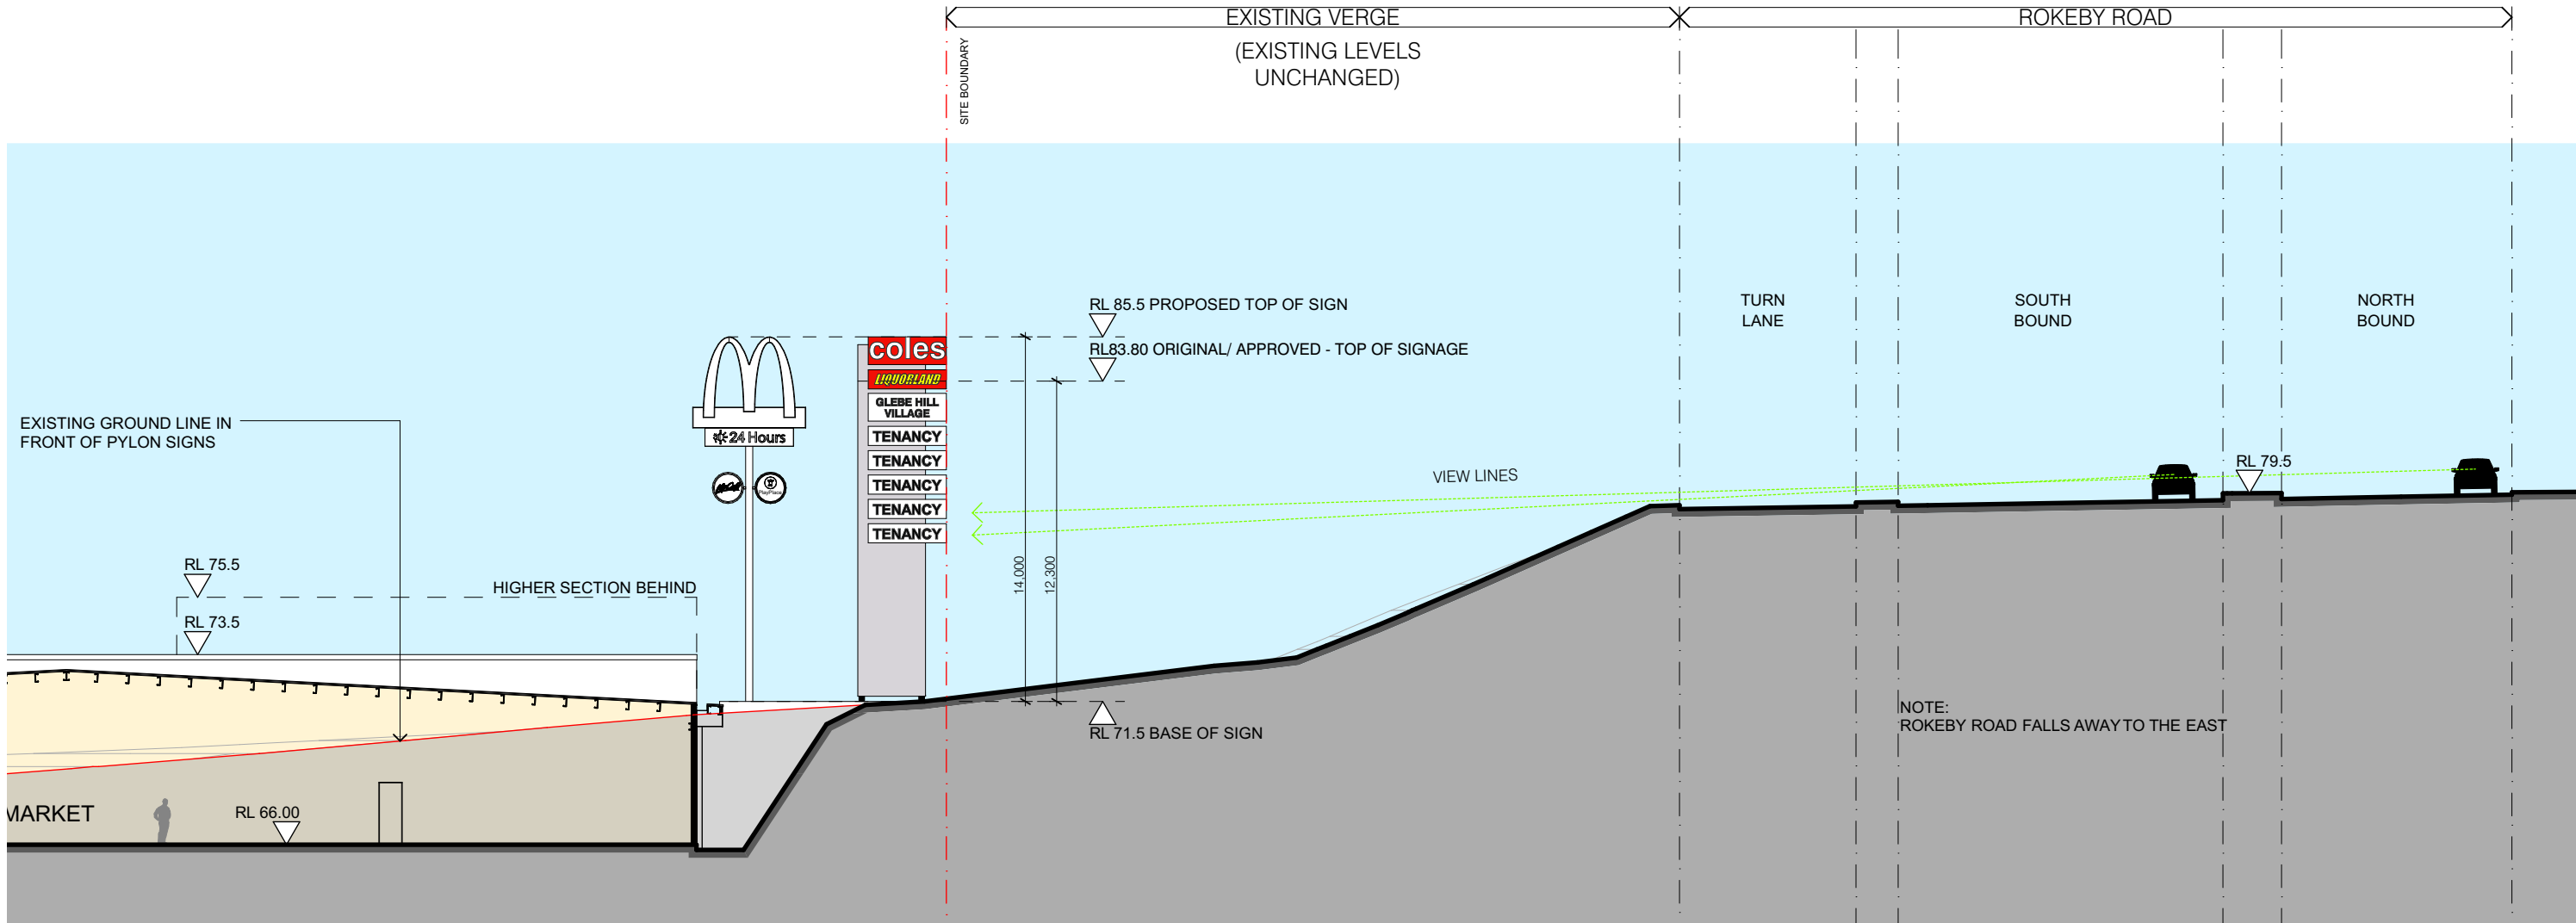 EXISTING VERGE
(EXISTING LEVELS
UNCHANGED)
ROKEBY ROAD
SITE BOUNDARY
RL 85.5 PROPOSED TOP OF SIGN
RL83.80 ORIGINAL/ APPROVED - TOP OF SIGNAGE
TURN
LANE
SOUTH
BOUND
NORTH
BOUND
coles
LIQUORLAND
GLEBE HILL
VILLAGE
TENANCY
TENANCY
TENANCY
TENANCY
TENANCY
24 Hours
McCafé
PlayPlace
EXISTING GROUND LINE IN
FRONT OF PYLON SIGNS
VIEW LINES
RL 79.5
14,000
12,300
RL 75.5
HIGHER SECTION BEHIND
RL 73.5
RL 71.5 BASE OF SIGN
NOTE:
ROKEBY ROAD FALLS AWAY TO THE EAST
MARKET
RL 66.00